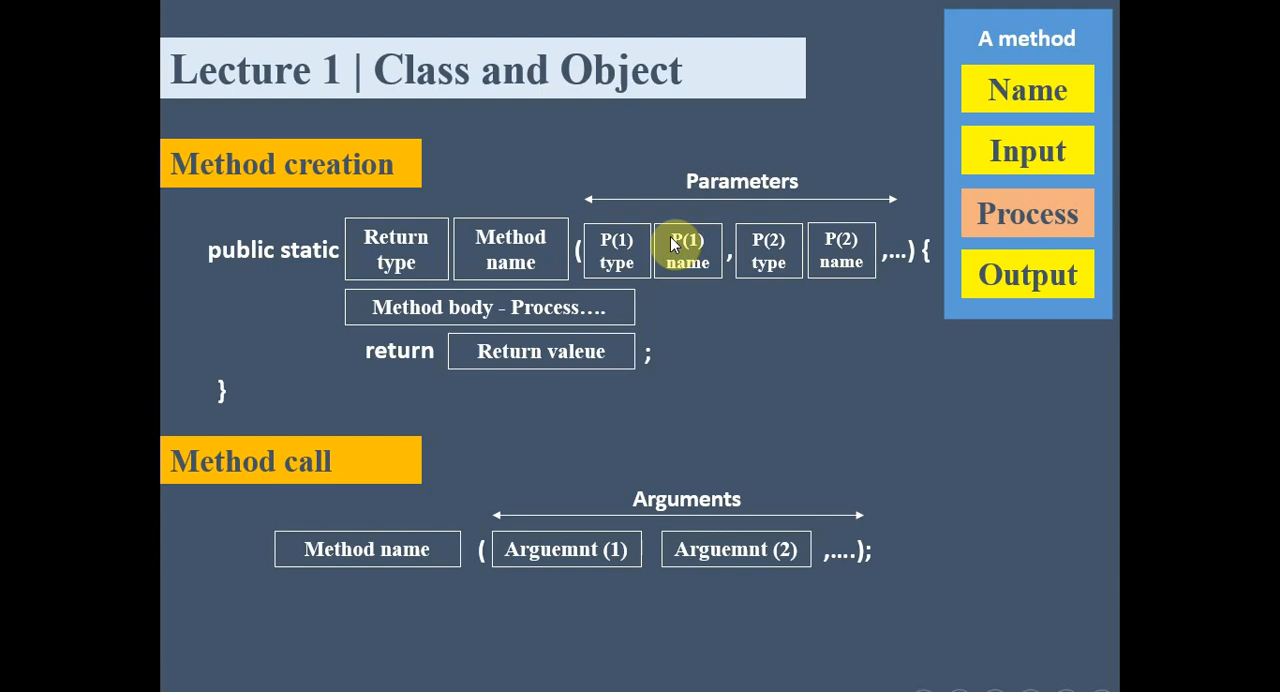 Lecture 1 | Class and Object
A method
Name
Input
Process
Output
Method creation
Parameters
public static Return type Method name ( P(1) type P(1) name , P(2) type P(2) name ,...) {
Method body - Process....
return Return valeue ;
}
Method call
Arguments
Method name ( Arguemnt (1) Arguemnt (2) ,....);